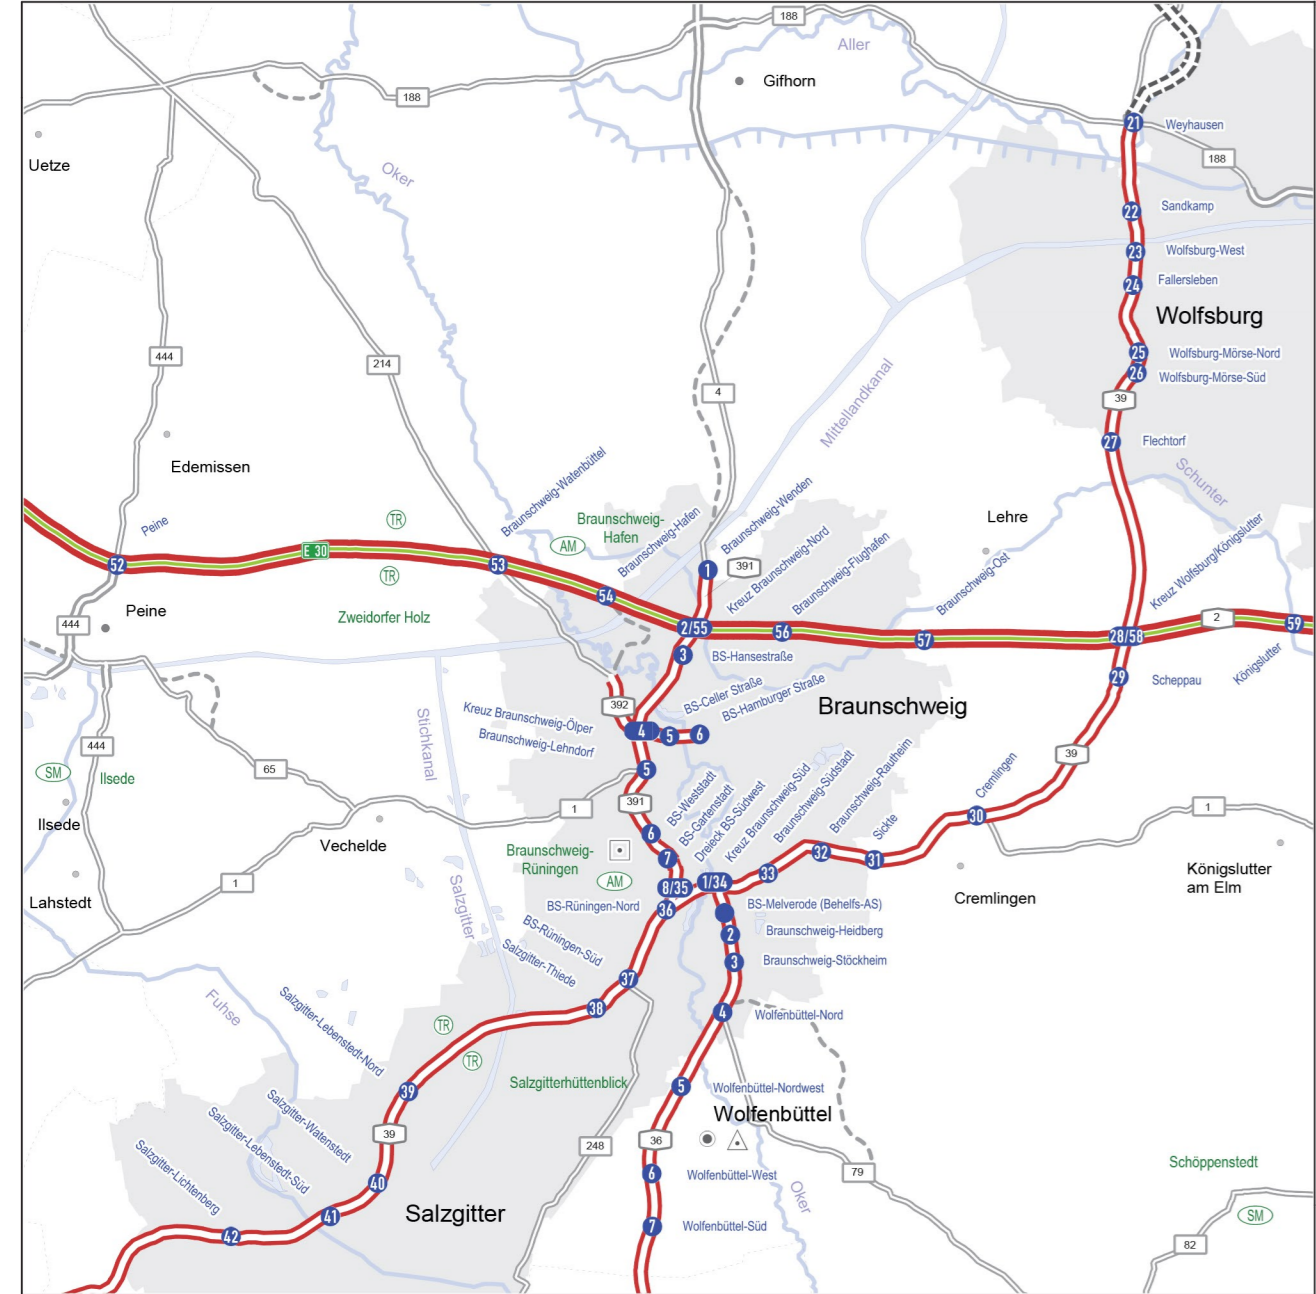 188
Aller
Gifhorn
188
21
Weyhausen
Uetze
Oker
188
22
Sandkamp
23
Wolfsburg-West
24
Fallersleben
Wolfsburg
444
214
25
Wolfsburg-Mörse-Nord
26
Wolfsburg-Mörse-Süd
4
39
Mittellandkanal
27
Flechtorf
Edemissen
Schunter
Braunschweig-Watenbüttel
Braunschweig-Wenden
Lehre
Peine
TR
Braunschweig-
Hafen
AM
Braunschweig-Hafen
Kreuz Braunschweig-Nord
Braunschweig-Flughafen
Braunschweig-Ost
Kreuz Wolfsburg/Königslutter
E 30
52
53
1
391
TR
54
Peine
Zweidorfer Holz
444
2/55
56
57
28/58
2
59
3
BS-Hansestraße
29
Scheppau
Königslutter
BS-Celler Straße
BS-Hamburger Straße
Braunschweig
392
Kreuz Braunschweig-Ölper
Braunschweig-Lehndorf
4
5
6
Stichkanal
444
39
65
5
SM
Ilsede
391
1
Cremlingen
1
BS-Weststadt
BS-Gartenstadt
Dreieck BS-Südwest
Kreuz Braunschweig-Süd
Braunschweig-Südstadt
Braunschweig-Rautheim
Sickte
30
Ilsede
Vechelde
6
7
32
31
Braunschweig-
Rüningen
AM
33
Königslutter
am Elm
1
8/35
1/34
Lahstedt
Salzgitter
BS-Rüningen-Nord
36
BS-Melverode (Behelfs-AS)
Cremlingen
2
Braunschweig-Heidberg
BS-Rüningen-Süd
3
Braunschweig-Stöckheim
Salzgitter-Thiede
37
38
Fuhse
Salzgitter-Lebenstedt-Nord
4
Wolfenbüttel-Nord
TR
TR
39
Salzgitterhüttenblick
5
Wolfenbüttel-Nordwest
Wolfenbüttel
Salzgitter-Watenstedt
Salzgitter-Lebenstedt-Süd
Salzgitter-Lichtenberg
39
248
36
Schöppenstedt
40
6
Wolfenbüttel-West
79
Oker
41
Salzgitter
42
7
Wolfenbüttel-Süd
SM
82